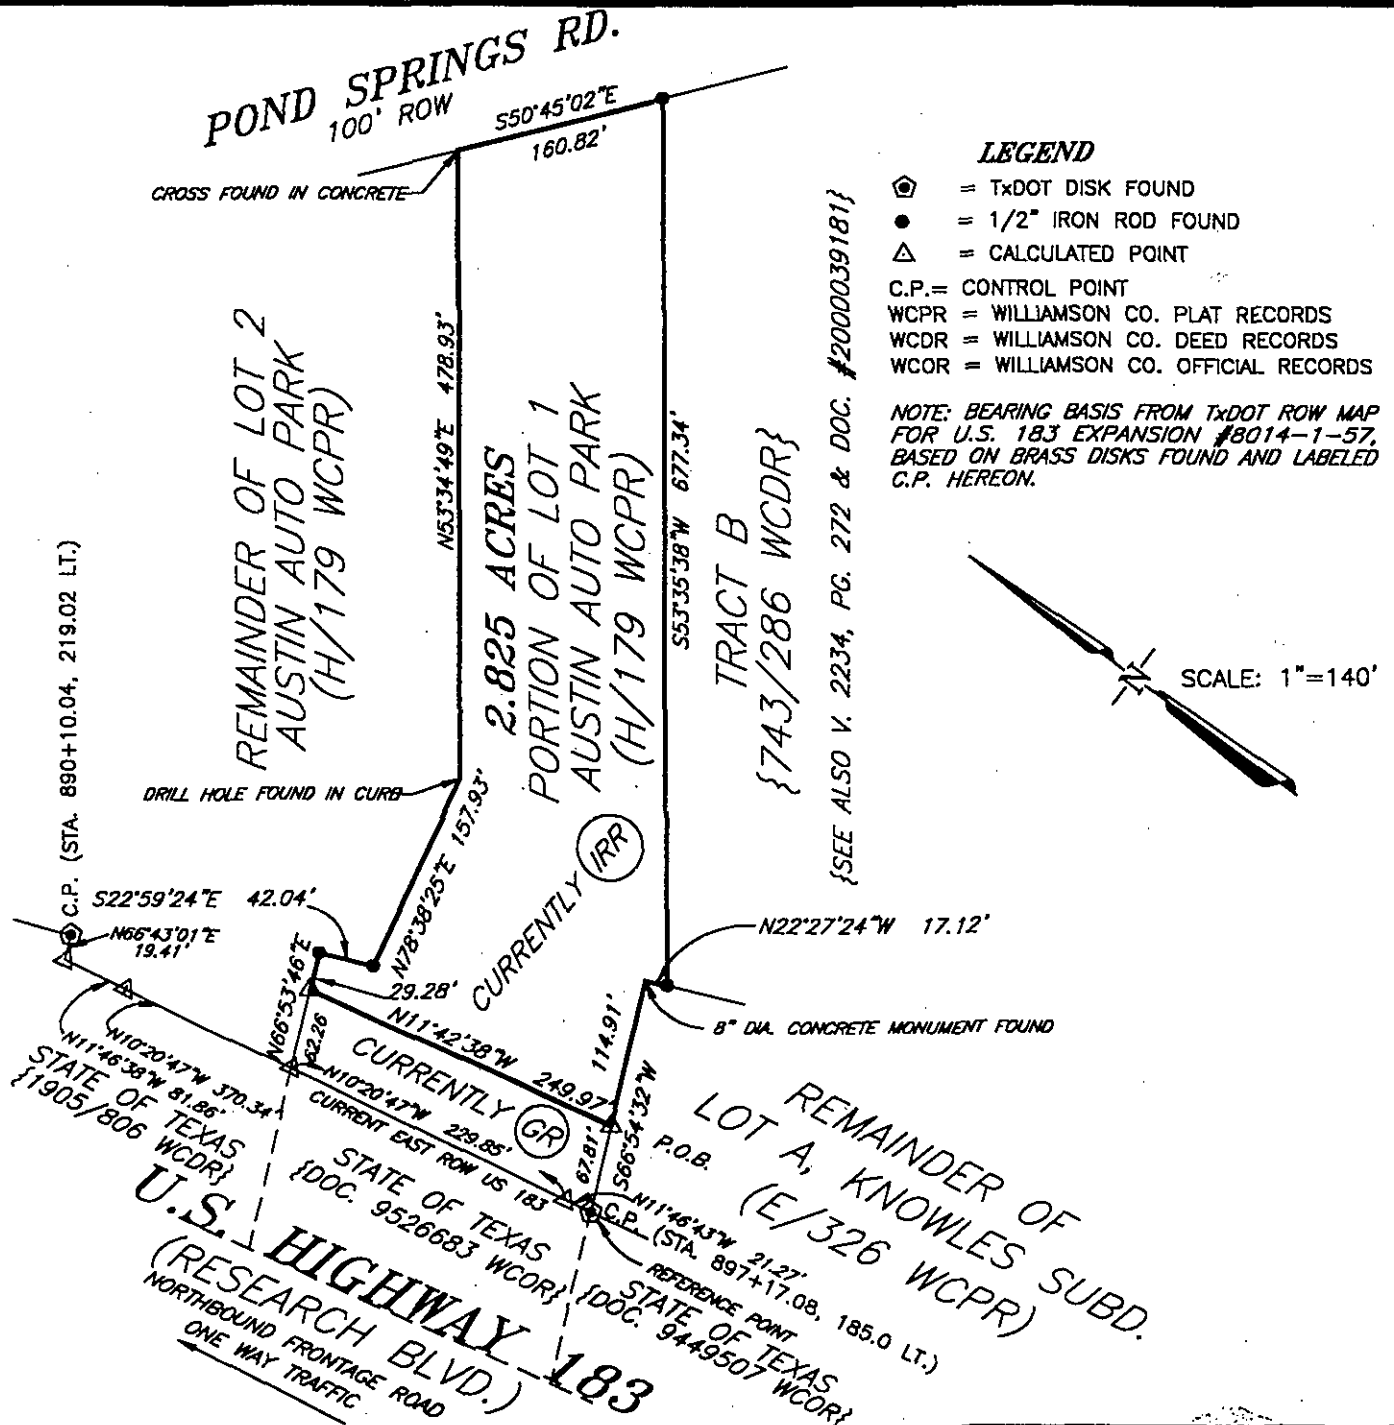 POND SPRINGS RD.
100' ROW
S50°45'02"E
160.82'
CROSS FOUND IN CONCRETE
LEGEND
= TxDOT DISK FOUND
= 1/2" IRON ROD FOUND
= CALCULATED POINT
C.P.= CONTROL POINT
WCPR = WILLIAMSON CO. PLAT RECORDS
WCDR = WILLIAMSON CO. DEED RECORDS
WCOR = WILLIAMSON CO. OFFICIAL RECORDS
NOTE: BEARING BASIS FROM TxDOT ROW MAP
FOR U.S. 183 EXPANSION #8014-1-57,
BASED ON BRASS DISKS FOUND AND LABELED
C.P. HEREON.
N
SCALE: 1"=140'
REMAINDER OF LOT 2
AUSTIN AUTO PARK
(H/179 WCPR)
N53°34'49"E 478.93'
2.825 ACRES
PORTION OF LOT 1
AUSTIN AUTO PARK
(H/179 WCPR)
S53°35'38"W 677.34'
TRACT B
{743/286 WCDR}
{SEE ALSO V. 2234, PG. 272 & DOC. #2000039181}
DRILL HOLE FOUND IN CURB
C.P. (STA. 890+10.04, 219.02 LT.)
S22°59'24"E 42.04'
N66°43'01"E
19.41'
N78°38'25"E 157.93'
CURRENTLY IRR
N22°27'24"W 17.12'
8" DIA. CONCRETE MONUMENT FOUND
29.28'
N66°53'46"E
62.26
N11°42'38"W 249.97'
114.91'
S66°54'32"W
67.81'
P.O.B.
CURRENTLY GR
N10°20'47"W 229.85'
CURRENT EAST ROW US 183
N10°20'47"W 370.34'
N11°46'38"W 81.86'
STATE OF TEXAS
{1905/806 WCDR}
STATE OF TEXAS
{DOC. 9526683 WCOR}
N11°46'43"W 21.27'
C.P. (STA. 897+17.08, 185.0 LT.)
REFERENCE POINT
STATE OF TEXAS
{DOC. 9449507 WCOR}
REMAINDER OF
LOT A, KNOWLES SUBD.
(E/326 WCPR)
U.S. HIGHWAY 183
(RESEARCH BLVD.)
NORTHBOUND FRONTAGE ROAD
ONE WAY TRAFFIC